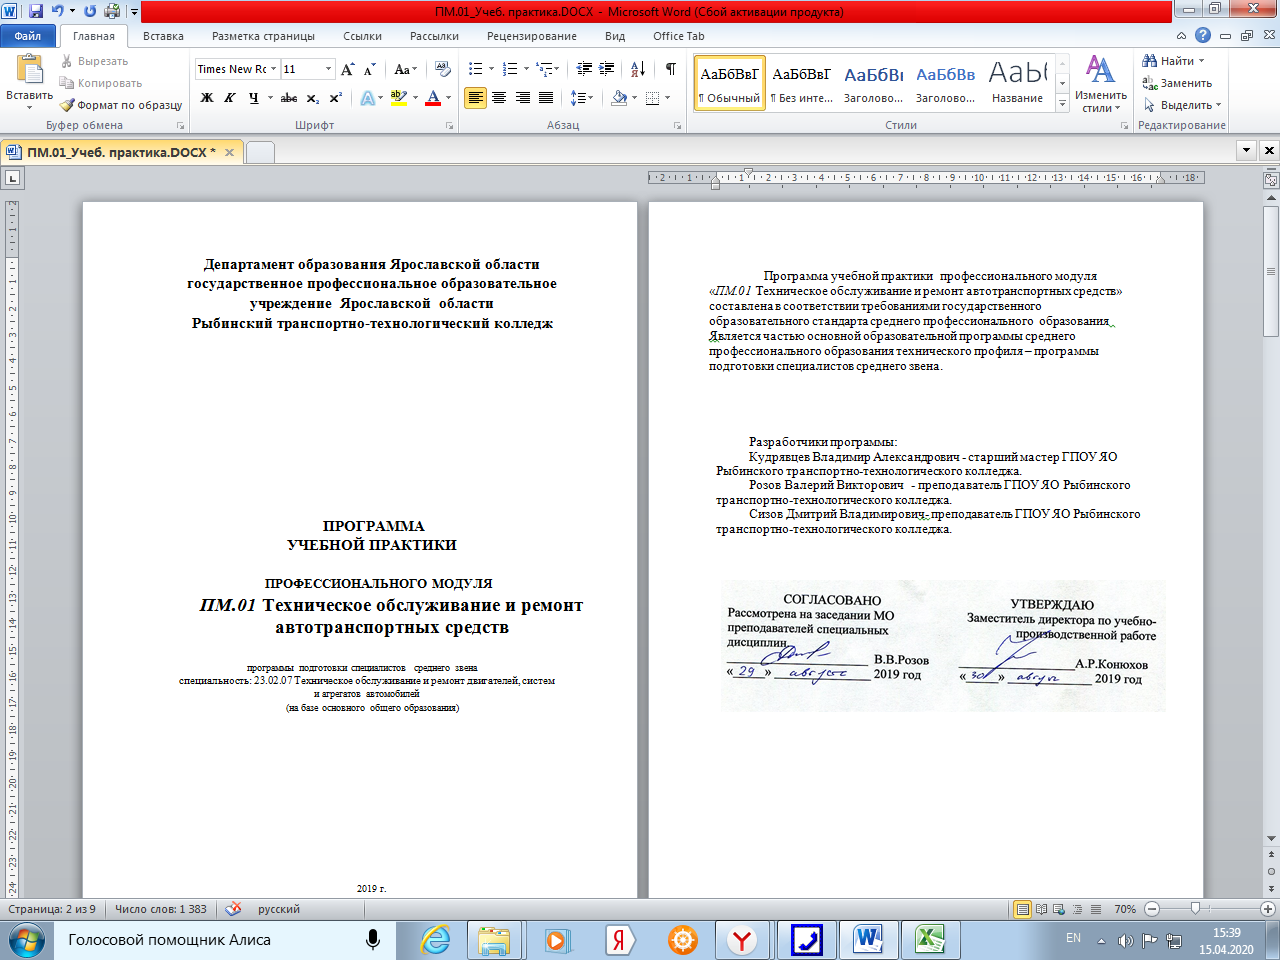 ПМ.01_Учеб. практика.DOCX - Microsoft Word (Сбой активации продукта)
Файл Главная Вставка Разметка страницы Ссылки Рассылки Рецензирование Вид Office Tab
Вставить
Вырезать
Копировать
Формат по образцу
Буфер обмена
Times New Rc 11
Шрифт
Абзац
АаБбВвГ АаБбВвГ АаБбВı АаБбВв АаБ
¶ Обычный ¶ Без инте... Заголово... Заголово... Название
Стили
Изменить стили
Найти
Заменить
Выделить
Редактирование
ПМ.01_Учеб. практика.DOCX *
Департамент образования Ярославской области
государственное профессиональное образовательное
учреждение Ярославской области
Рыбинский транспортно-технологический колледж
ПРОГРАММА
УЧЕБНОЙ ПРАКТИКИ
ПРОФЕССИОНАЛЬНОГО МОДУЛЯ
ПМ.01 Техническое обслуживание и ремонт
автотранспортных средств
программы подготовки специалистов среднего звена
специальность: 23.02.07 Техническое обслуживание и ремонт двигателей, систем
и агрегатов автомобилей
(на базе основного общего образования)
2019 г.
Программа учебной практики профессионального модуля
«ПМ.01 Техническое обслуживание и ремонт автотранспортных средств»
составлена в соответствии требованиями государственного
образовательного стандарта среднего профессионального образования
Является частью основной образовательной программы среднего
профессионального образования технического профиля – программы
подготовки специалистов среднего звена.
Разработчики программы:
Кудрявцев Владимир Александрович - старший мастер ГПОУ ЯО
Рыбинского транспортно-технологического колледжа.
Розов Валерий Викторович - преподаватель ГПОУ ЯО Рыбинского
транспортно-технологического колледжа.
Сизов Дмитрий Владимирович- преподаватель ГПОУ ЯО Рыбинского
транспортно-технологического колледжа.
СОГЛАСОВАНО
Рассмотрена на заседании МО
преподавателей специальных
дисциплин
В.В.Розов
«29» август 2019 год
УТВЕРЖДАЮ
Заместитель директора по учебно-
производственной работе
А.Р.Конюхов
«30» август 2019 год
Страница: 2 из 9 Число слов: 1 383 русский 70%
Голосовой помощник Алиса
EN
15:39
15.04.2020